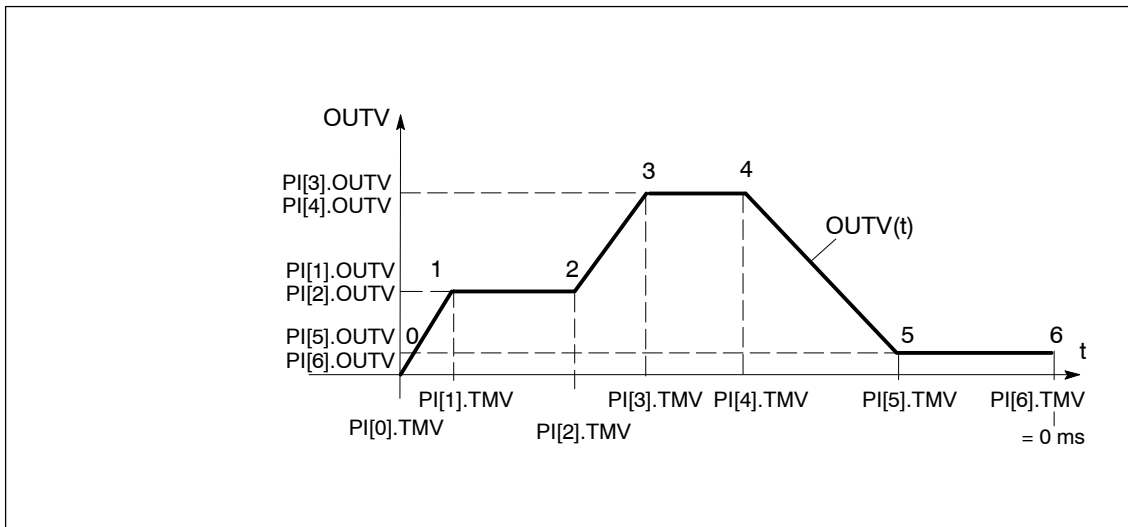 OUTV
3
4
PI[3].OUTV
PI[4].OUTV
OUTV(t)
1
2
PI[1].OUTV
PI[2].OUTV
0
PI[5].OUTV
PI[6].OUTV
5
6
t
PI[1].TMV
PI[3].TMV
PI[4].TMV
PI[5].TMV
PI[6].TMV
PI[0].TMV
PI[2].TMV
= 0 ms